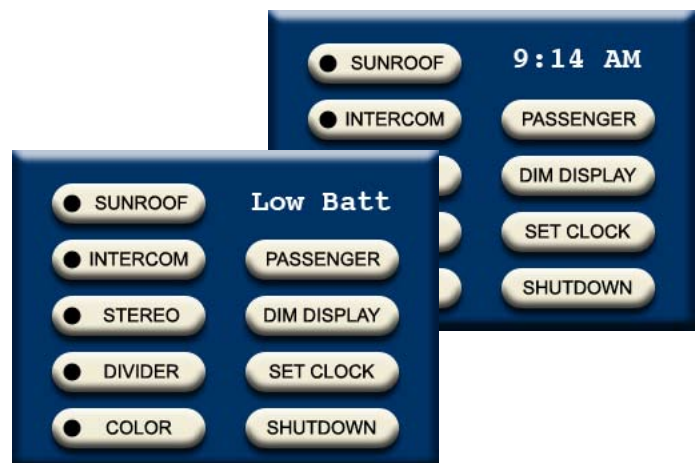 SUNROOF 9:14 AM
INTERCOM PASSENGER
DIM DISPLAY
SET CLOCK
SHUTDOWN
SUNROOF Low Batt
INTERCOM PASSENGER
STEREO DIM DISPLAY
DIVIDER SET CLOCK
COLOR SHUTDOWN